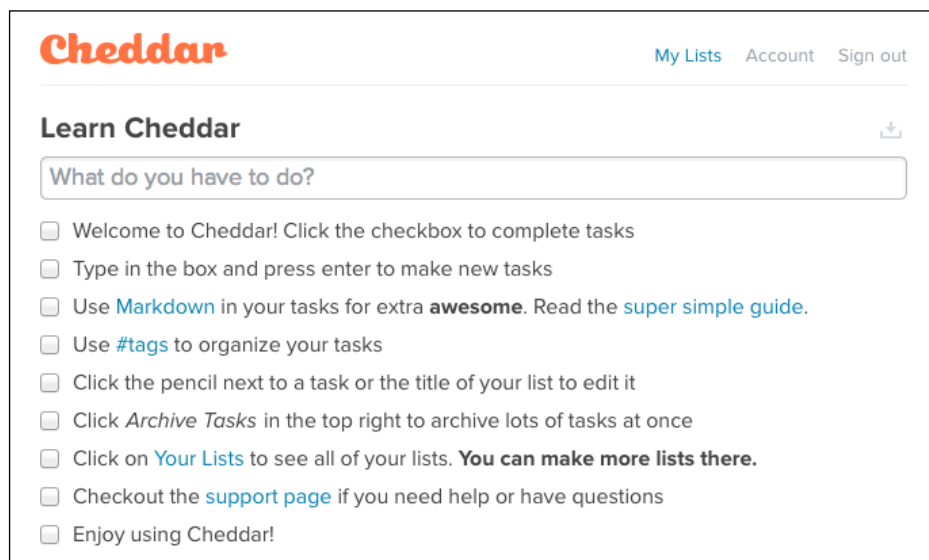 Cheddar
My Lists Account Sign out
Learn Cheddar
What do you have to do?
Welcome to Cheddar! Click the checkbox to complete tasks
Type in the box and press enter to make new tasks
Use Markdown in your tasks for extra awesome. Read the super simple guide.
Use #tags to organize your tasks
Click the pencil next to a task or the title of your list to edit it
Click Archive Tasks in the top right to archive lots of tasks at once
Click on Your Lists to see all of your lists. You can make more lists there.
Checkout the support page if you need help or have questions
Enjoy using Cheddar!